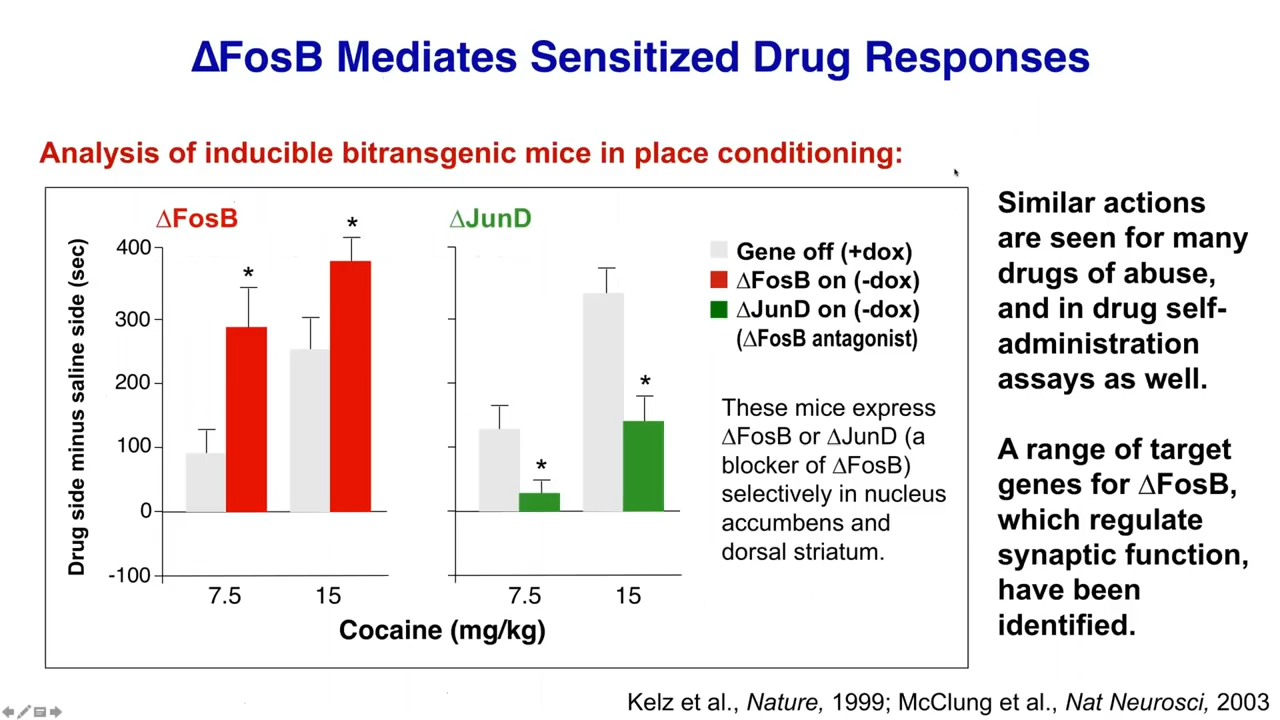 ΔFosB Mediates Sensitized Drug Responses
Analysis of inducible bitransgenic mice in place conditioning:
ΔFosB
ΔJunD
Drug side minus saline side (sec)
400
300
200
100
0
-100
*
*
*
*
7.5
15
7.5
15
Cocaine (mg/kg)
Gene off (+dox)
ΔFosB on (-dox)
ΔJunD on (-dox)
(ΔFosB antagonist)
These mice express
ΔFosB or ΔJunD (a
blocker of ΔFosB)
selectively in nucleus
accumbens and
dorsal striatum.
Similar actions
are seen for many
drugs of abuse,
and in drug self-
administration
assays as well.
A range of target
genes for ΔFosB,
which regulate
synaptic function,
have been
identified.
Kelz et al., Nature, 1999; McClung et al., Nat Neurosci, 2003